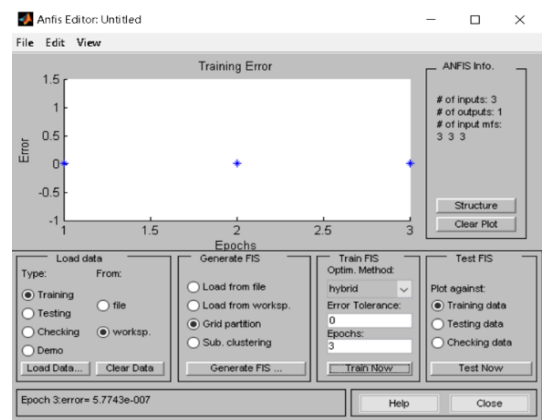 Anfis Editor: Untitled
File Edit View
Training Error
1.5
1
0.5
0
-0.5
-1
Error
1 1.5 2 2.5 3
Epochs
ANFIS Info.
# of inputs: 3
# of outputs: 1
# of input mfs:
3 3 3
Structure
Clear Plot
Load data
Type: From:
Training
Testing
Checking
Demo
file
worksp.
Load Data... Clear Data
Generate FIS
Load from file
Load from worksp.
Grid partition
Sub. clustering
Generate FIS ...
Train FIS
Optim. Method:
hybrid
Error Tolerance:
0
Epochs:
3
Train Now
Test FIS
Plot against:
Training data
Testing data
Checking data
Test Now
Epoch 3:error= 5.7743e-007
Help Close